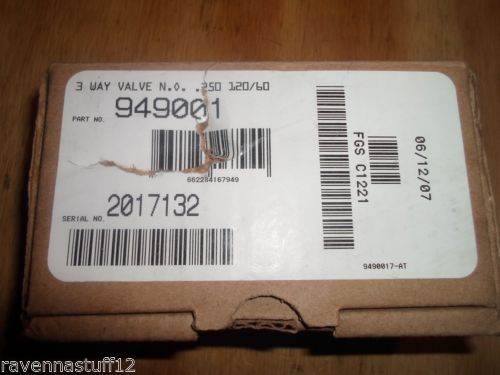 3 WAY VALVE N.O. .250 120/60
PART NO. 949001
662284167949
SERIAL NO. 2017132
FGS C1221
06/12/07
9490017-AT
ravennastuff12